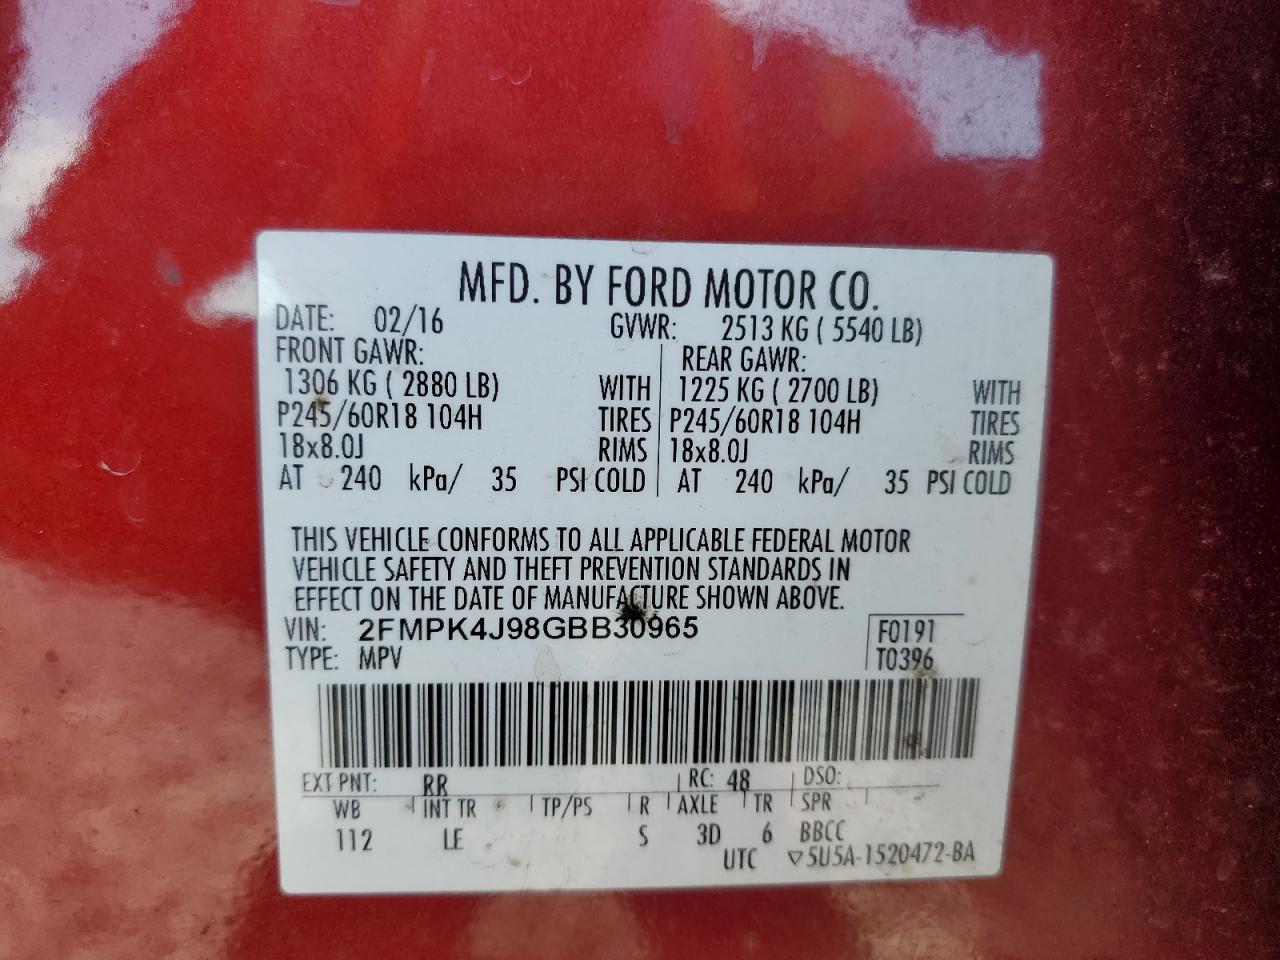 MFD. BY FORD MOTOR CO.
DATE: 02/16 GVWR: 2513 KG ( 5540 LB)
FRONT GAWR: REAR GAWR:
1306 KG ( 2880 LB) WITH 1225 KG ( 2700 LB) WITH
P245/60R18 104H TIRES P245/60R18 104H TIRES
18x8.0J RIMS 18x8.0J RIMS
AT 240 kPa/ 35 PSI COLD AT 240 kPa/ 35 PSI COLD
THIS VEHICLE CONFORMS TO ALL APPLICABLE FEDERAL MOTOR
VEHICLE SAFETY AND THEFT PREVENTION STANDARDS IN
EFFECT ON THE DATE OF MANUFACTURE SHOWN ABOVE.
VIN: 2FMPK4J98GBB30965 F0191
TYPE: MPV T0396
EXT PNT: RR RC: 48 DSO:
WB INT TR TP/PS R AXLE TR SPR
112 LE S 3D 6 BBCC
UTC ▽5U5A-1520472-BA